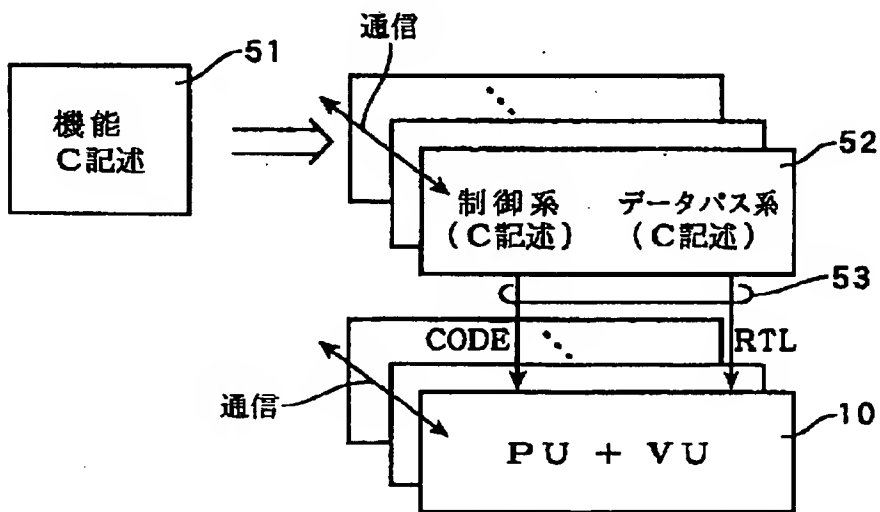 通信
51
機能
C記述
52
制御系 データパス系
(C記述) (C記述)
53
CODE RTL
通信
10
PU + VU